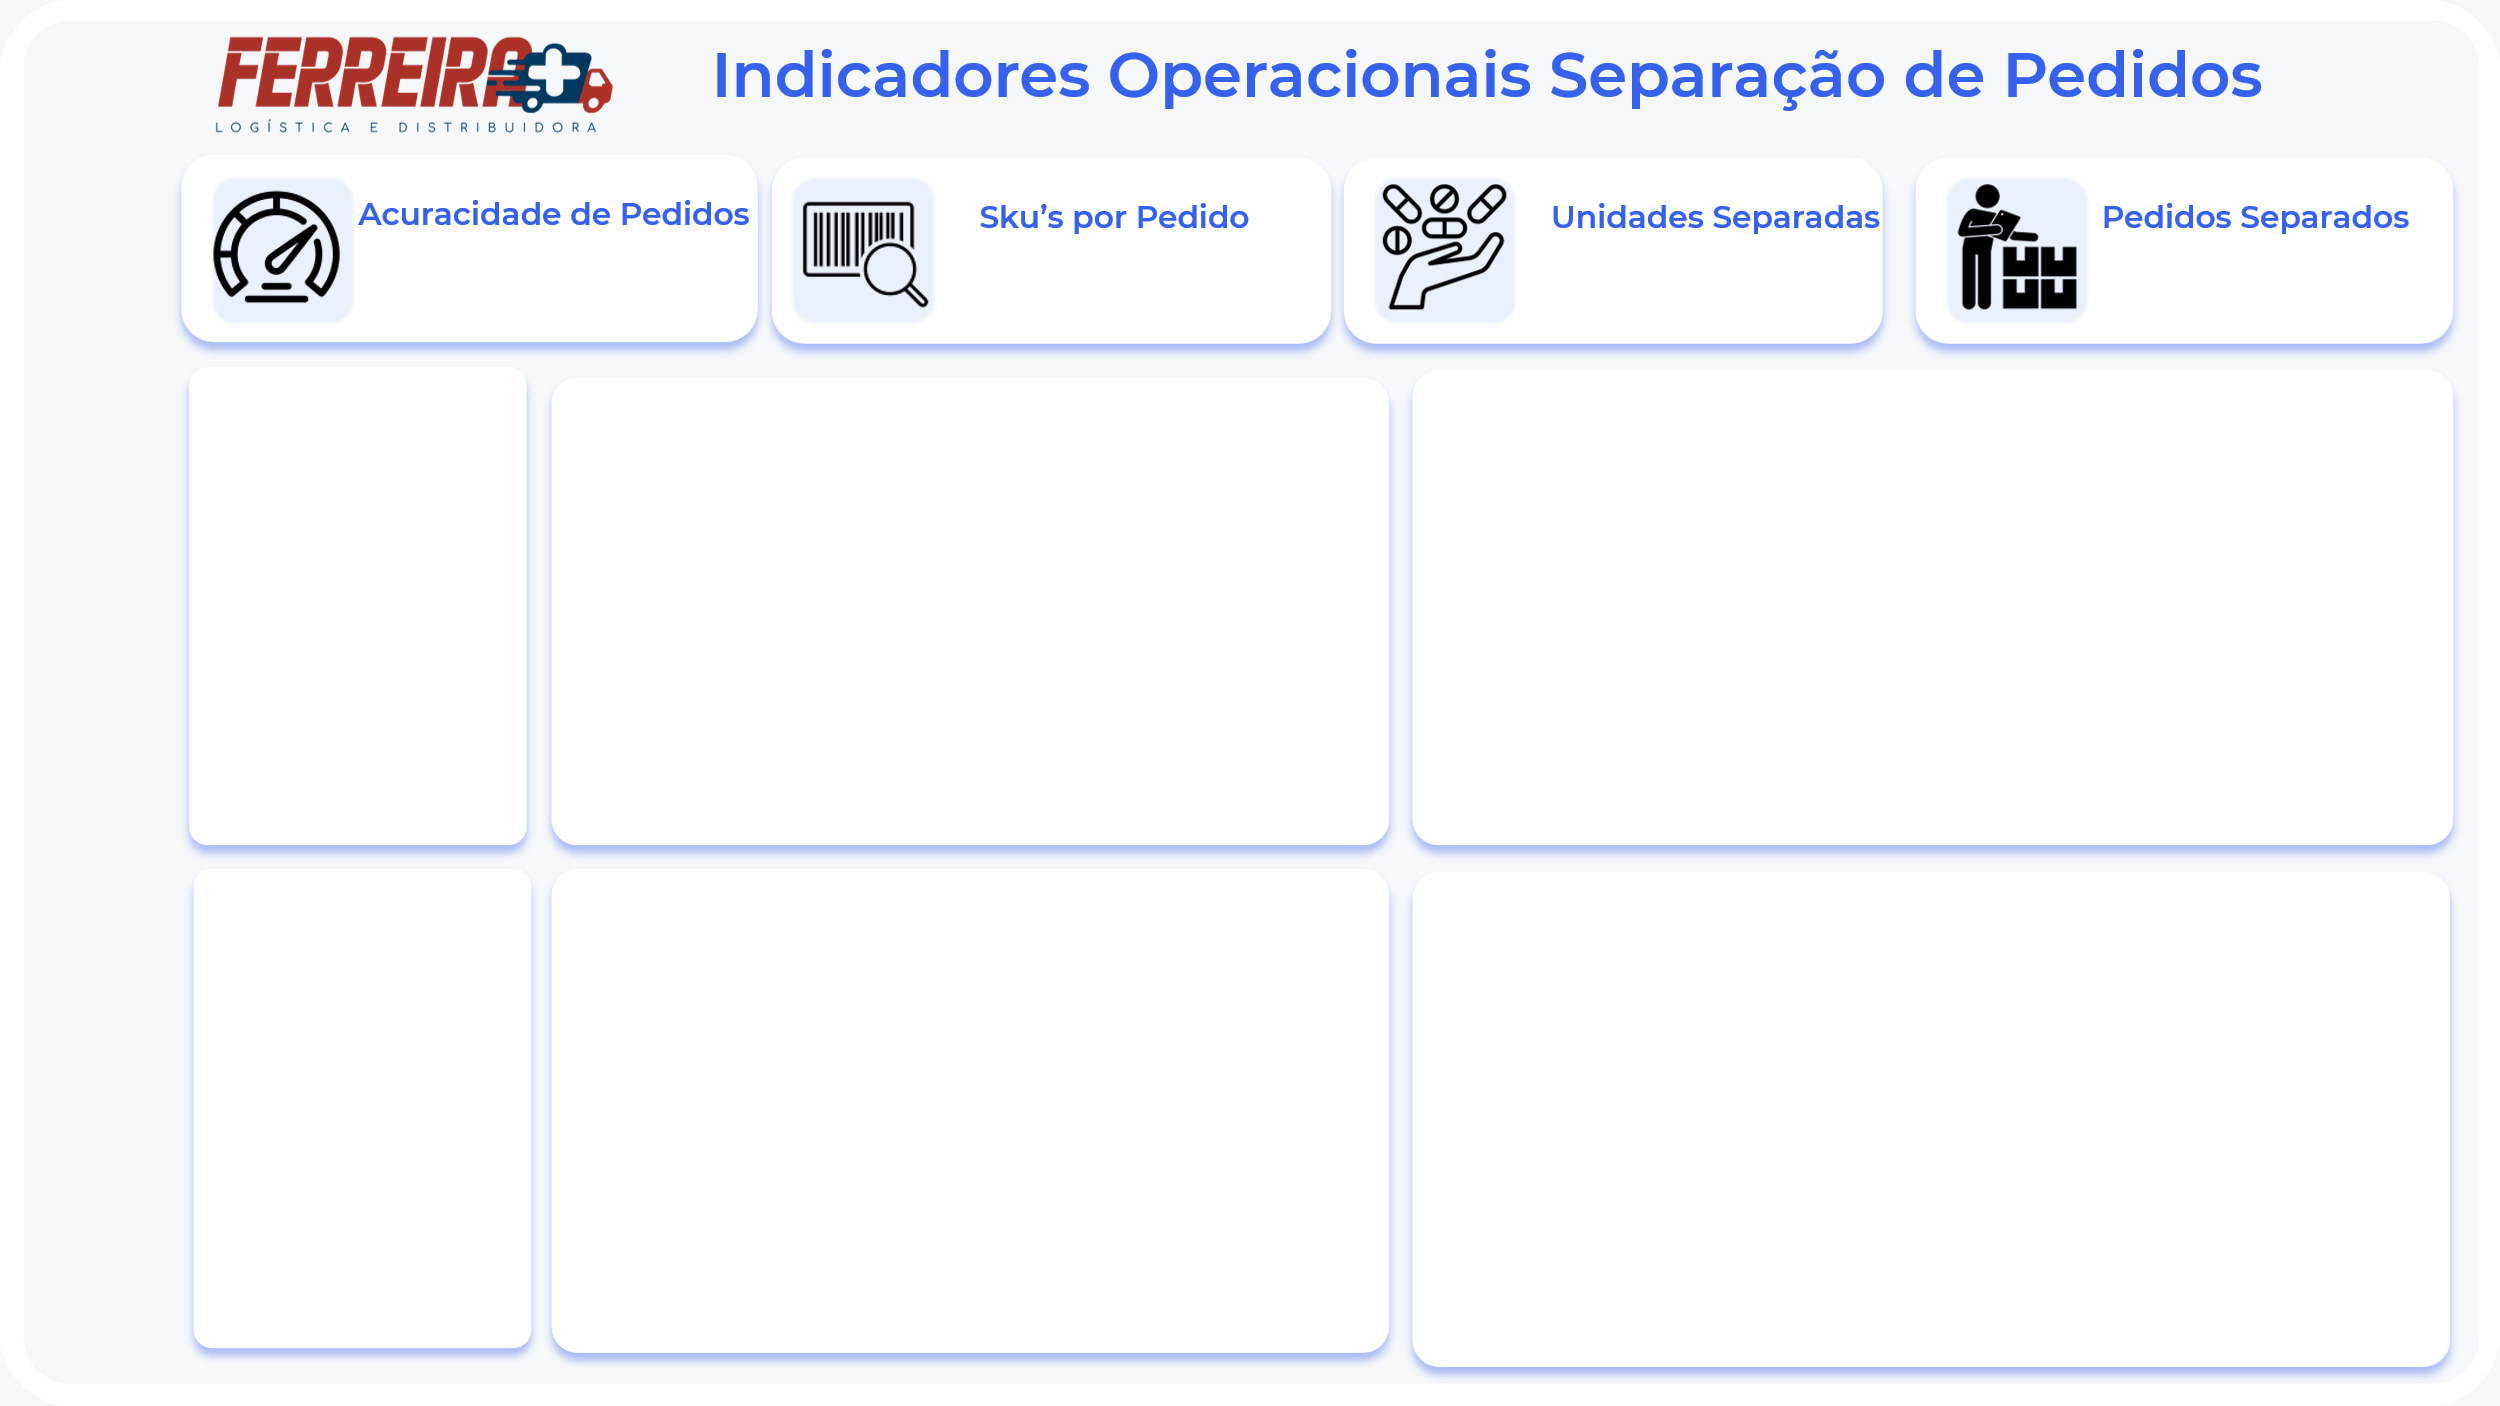 FERREIRA
LOGÍSTICA E DISTRIBUIDORA
Indicadores Operacionais Separação de Pedidos
Acuracidade de Pedidos
Sku’s por Pedido
Unidades Separadas
Pedidos Separados